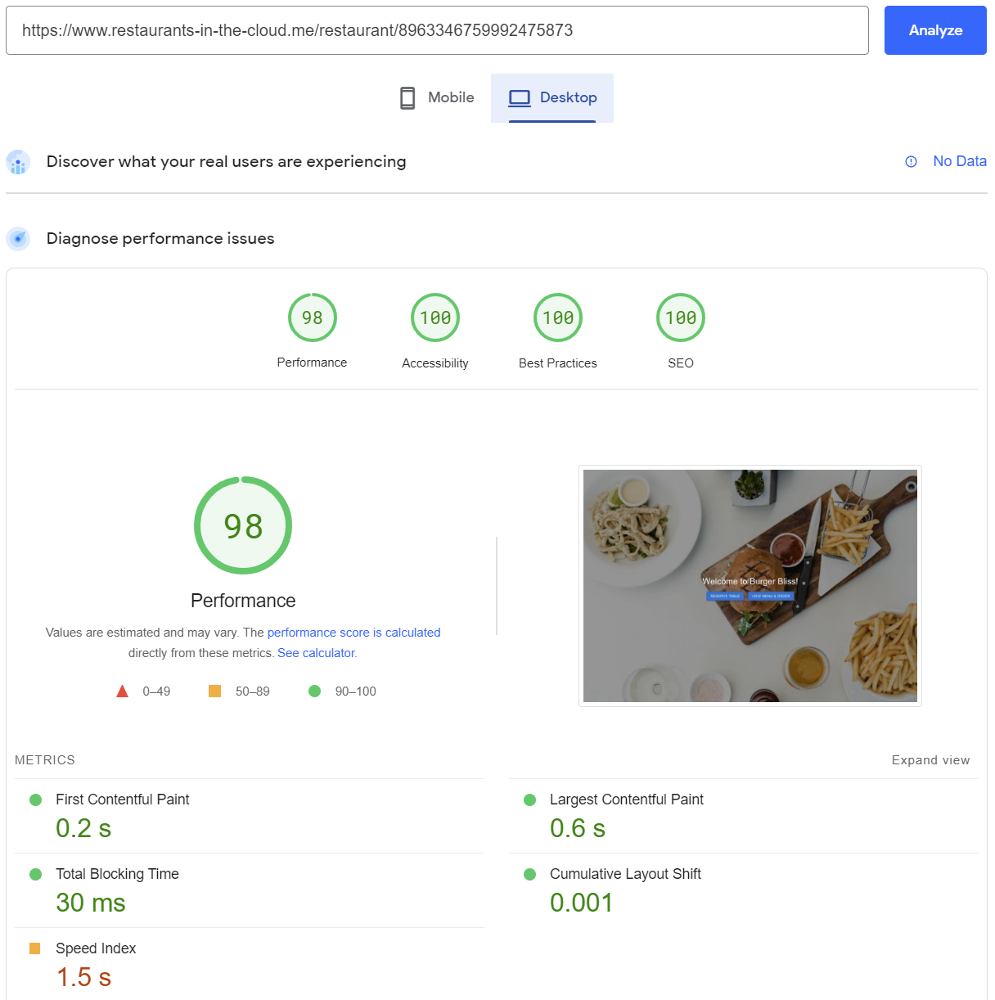 https://www.restaurants-in-the-cloud.me/restaurant/8963346759992475873
Analyze
Mobile
Desktop
Discover what your real users are experiencing
No Data
Diagnose performance issues
98
100
100
100
Performance
Accessibility
Best Practices
SEO
98
Performance
Values are estimated and may vary. The performance score is calculated
directly from these metrics. See calculator.
0–49
50–89
90–100
Welcome to Burger Bliss!
RESERVE TABLE
VIEW MENU & ORDER
METRICS
Expand view
First Contentful Paint
0.2 s
Largest Contentful Paint
0.6 s
Total Blocking Time
30 ms
Cumulative Layout Shift
0.001
Speed Index
1.5 s